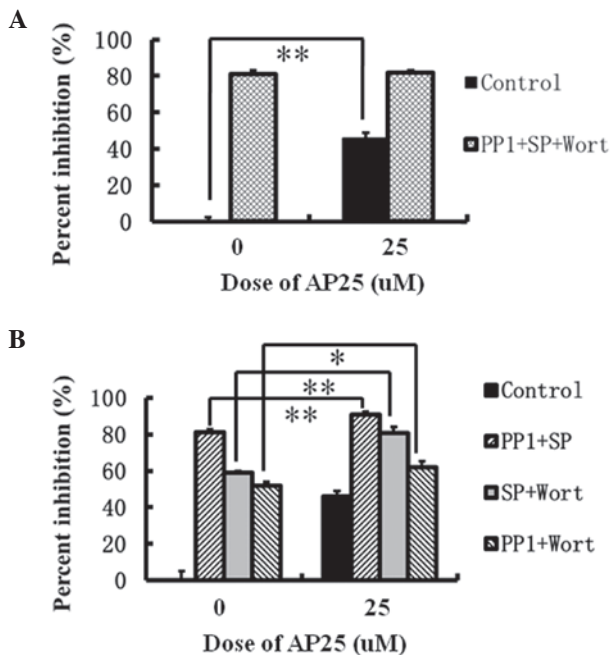 A
Percent inhibition (%)
100
80
60
40
20
0
**
0
25
Dose of AP25 (uM)
Control
PP1+SP+Wort
B
Percent inhibition (%)
100
80
60
40
20
0
*
**
**
0
25
Dose of AP25 (uM)
Control
PP1+SP
SP+Wort
PP1+Wort